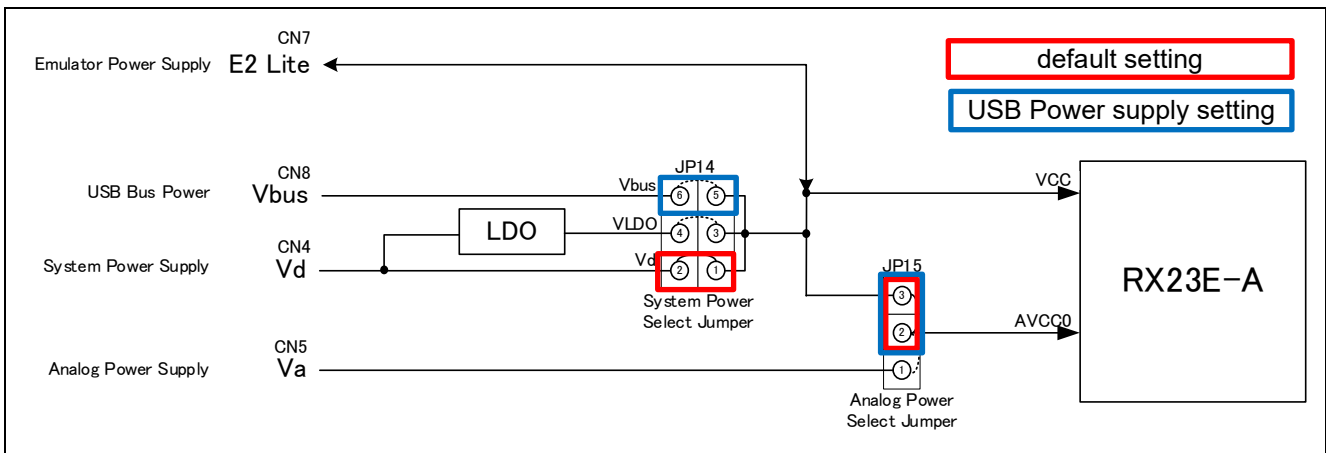 CN7
Emulator Power Supply E2 Lite
default setting
USB Power supply setting
CN8
USB Bus Power Vbus
JP14
Vbus
6 5
VCC
LDO
VLDO
4 3
CN4
System Power Supply Vd
Vd
2 1
System Power
Select Jumper
JP15
3
2
1
AVCC0
RX23E-A
CN5
Analog Power Supply Va
Analog Power
Select Jumper